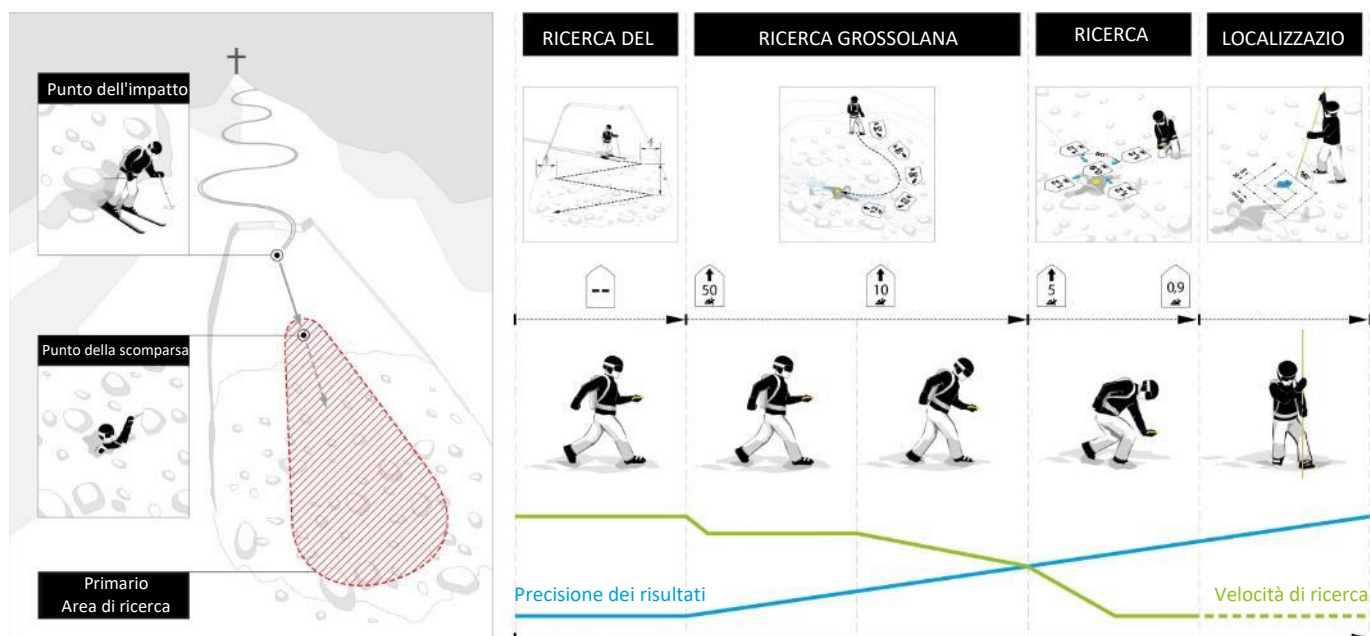 Punto dell'impatto
Punto della scomparsa
Primario
Area di ricerca
RICERCA DEL
RICERCA GROSSOLANA
RICERCA
LOCALIZZAZIO
--
50
10
5
0,9
Precisione dei risultati
Velocità di ricerca